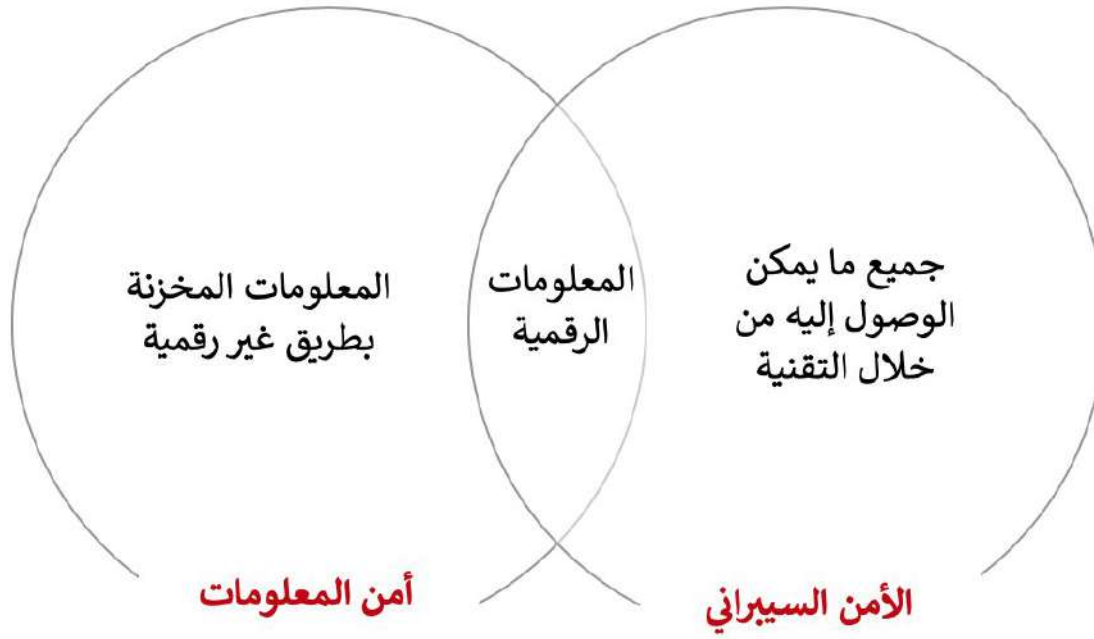 جميع ما يمكن
الوصول إليه من
خلال التقنية
المعلومات
الرقمية
المعلومات المخزنة
بطريق غير رقمية
الأمن السيبراني
أمن المعلومات